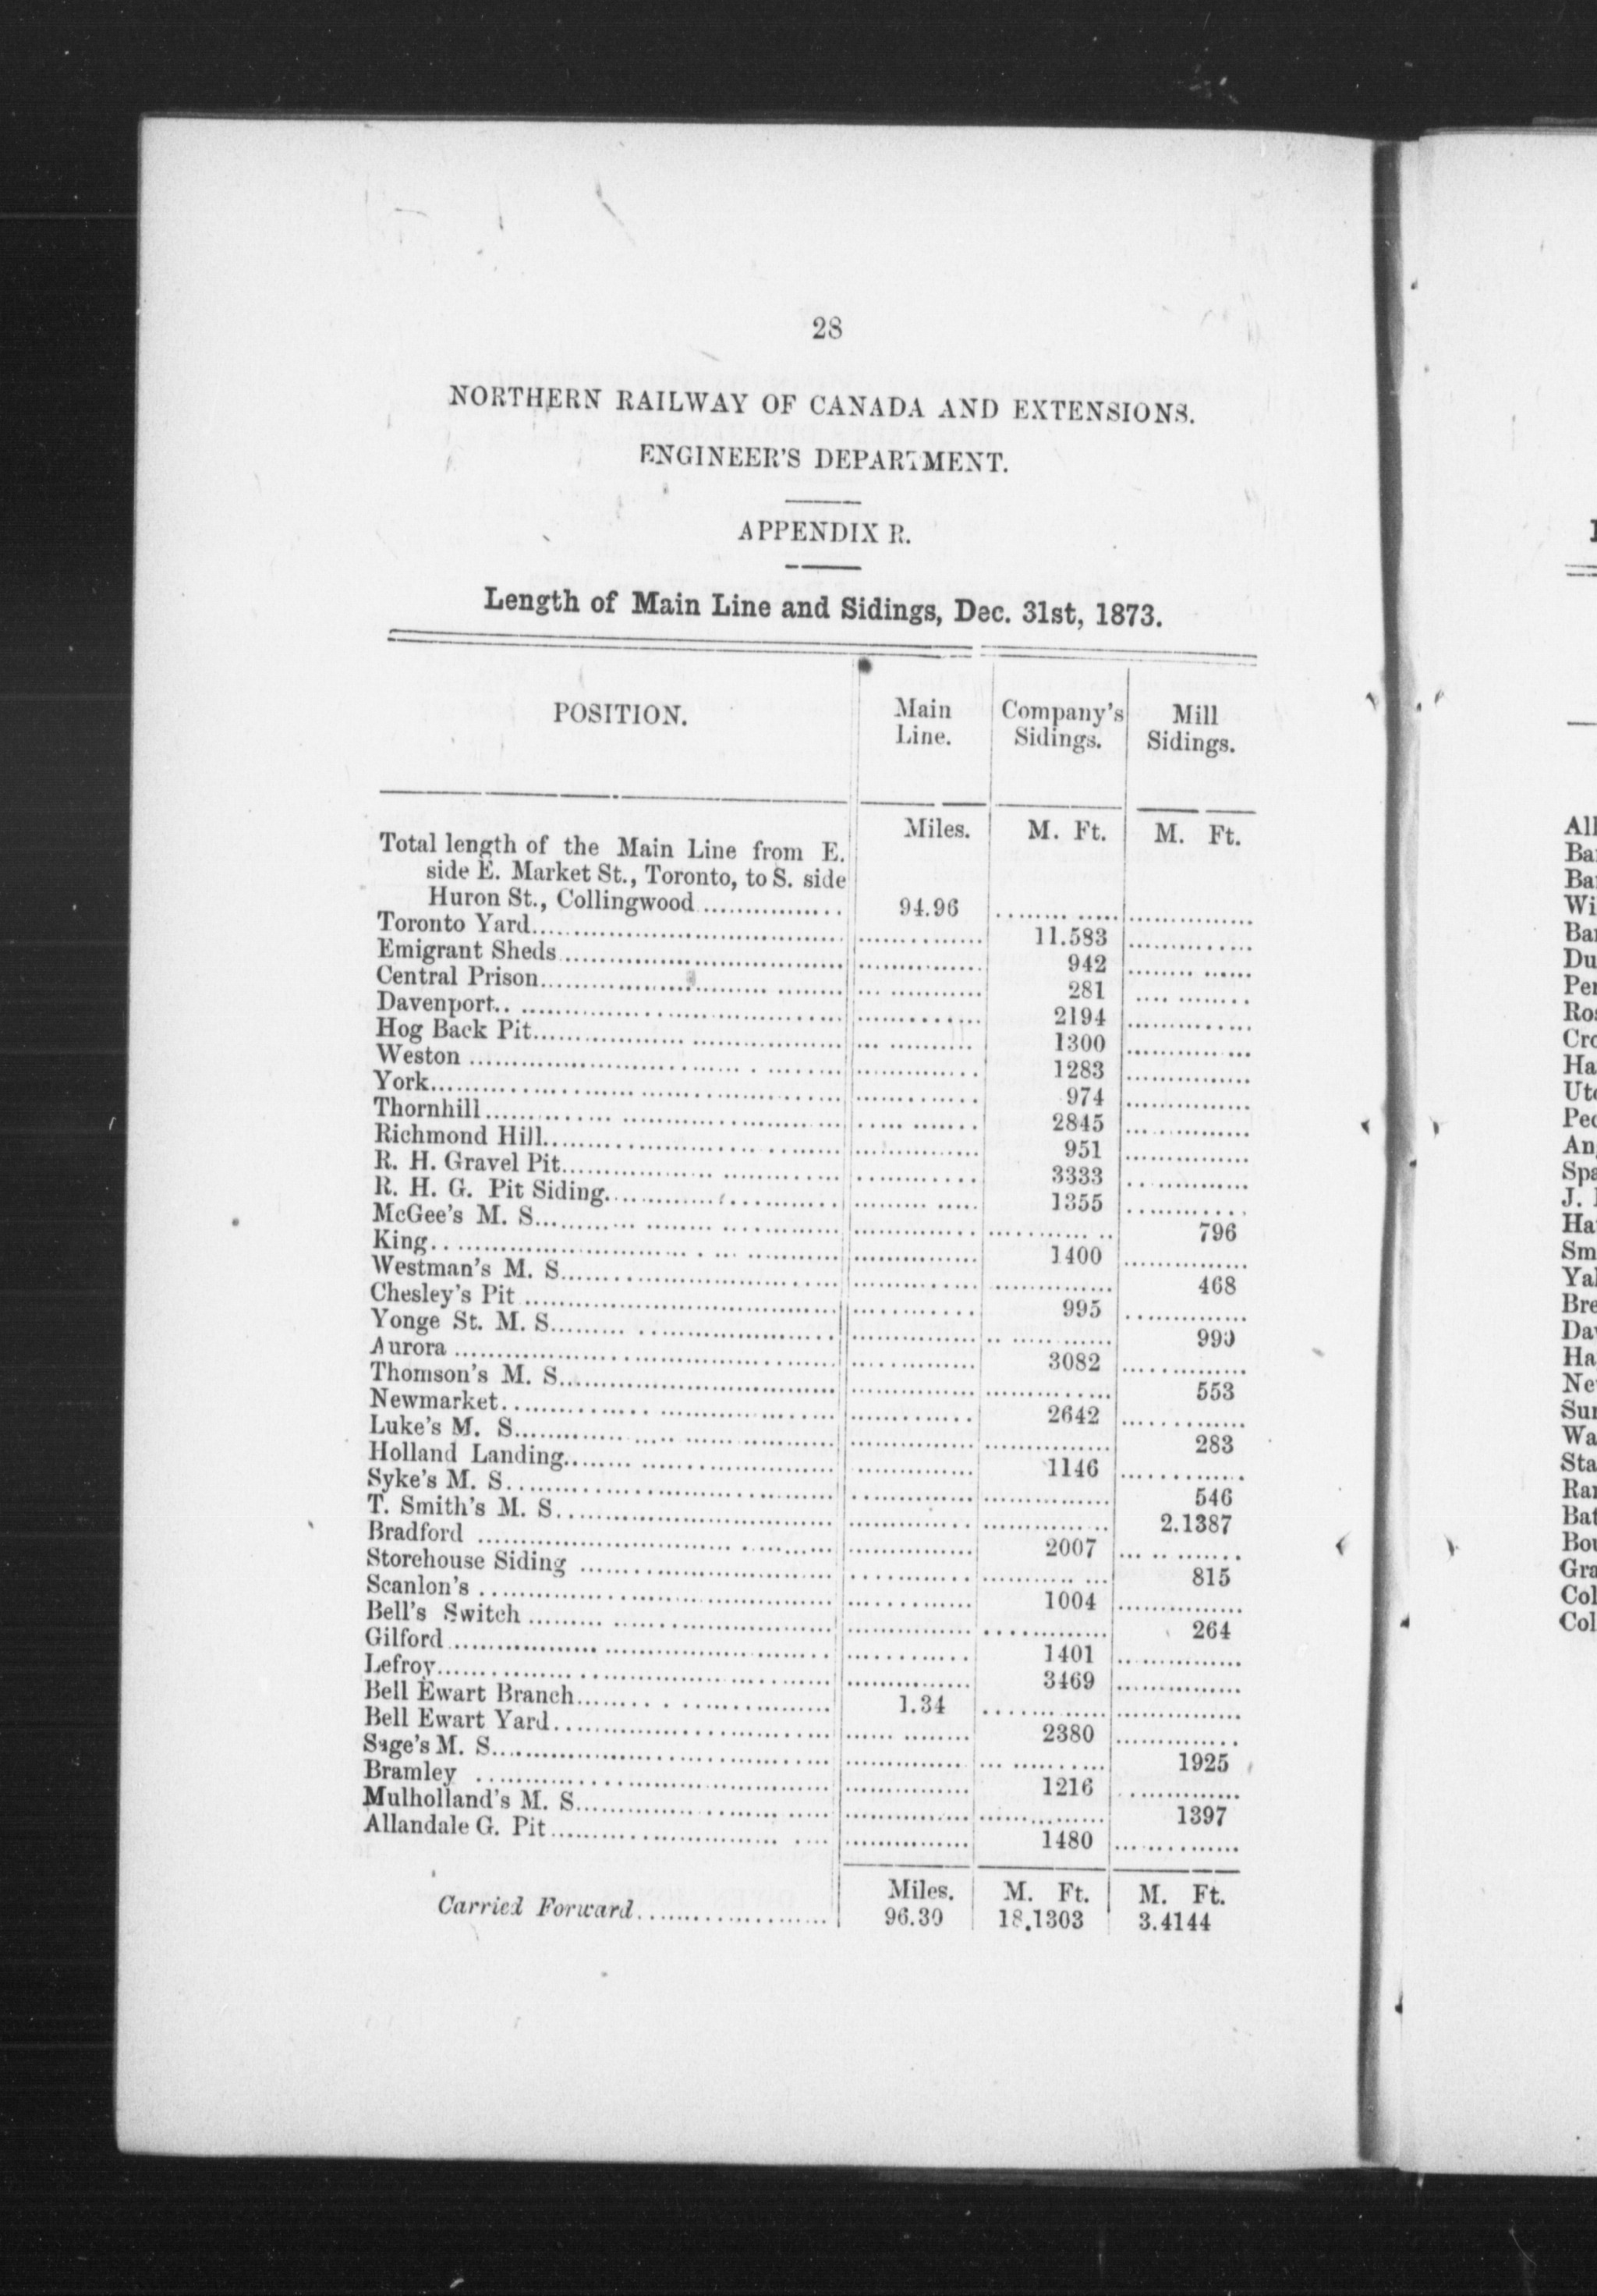 28
NORTHERN RAILWAY OF CANADA AND EXTENSIONS.
ENGINEER'S DEPARTMENT.
APPENDIX R.
Length of Main Line and Sidings, Dec. 31st, 1873.
POSITION. Main Line. Company's Sidings. Mill Sidings.
Miles. M. Ft. M. Ft.
Total length of the Main Line from E.
side E. Market St., Toronto, to S. side
Huron St., Collingwood 94.96
Toronto Yard 11.583
Emigrant Sheds 942
Central Prison 281
Davenport 2194
Hog Back Pit 1300
Weston 1283
York 974
Thornhill 2845
Richmond Hill 951
R. H. Gravel Pit 3333
R. H. G. Pit Siding 1355
McGee's M. S. 796
King 1400
Westman's M. S. 468
Chesley's Pit 995
Yonge St. M. S. 990
Aurora 3082
Thomson's M. S. 553
Newmarket 2642
Luke's M. S. 283
Holland Landing 1146
Syke's M. S. 546
T. Smith's M. S. 2.1387
Bradford 2007
Storehouse Siding 815
Scanlon's 1004
Bell's Switch 264
Gilford 1401
Lefroy 3469
Bell Ewart Branch 1.34
Bell Ewart Yard 2380
Sage's M. S. 1925
Bramley 1216
Mulholland's M. S. 1397
Allandale G. Pit 1480
Miles. M. Ft. M. Ft.
Carried Forward 96.30 18.1303 3.4144